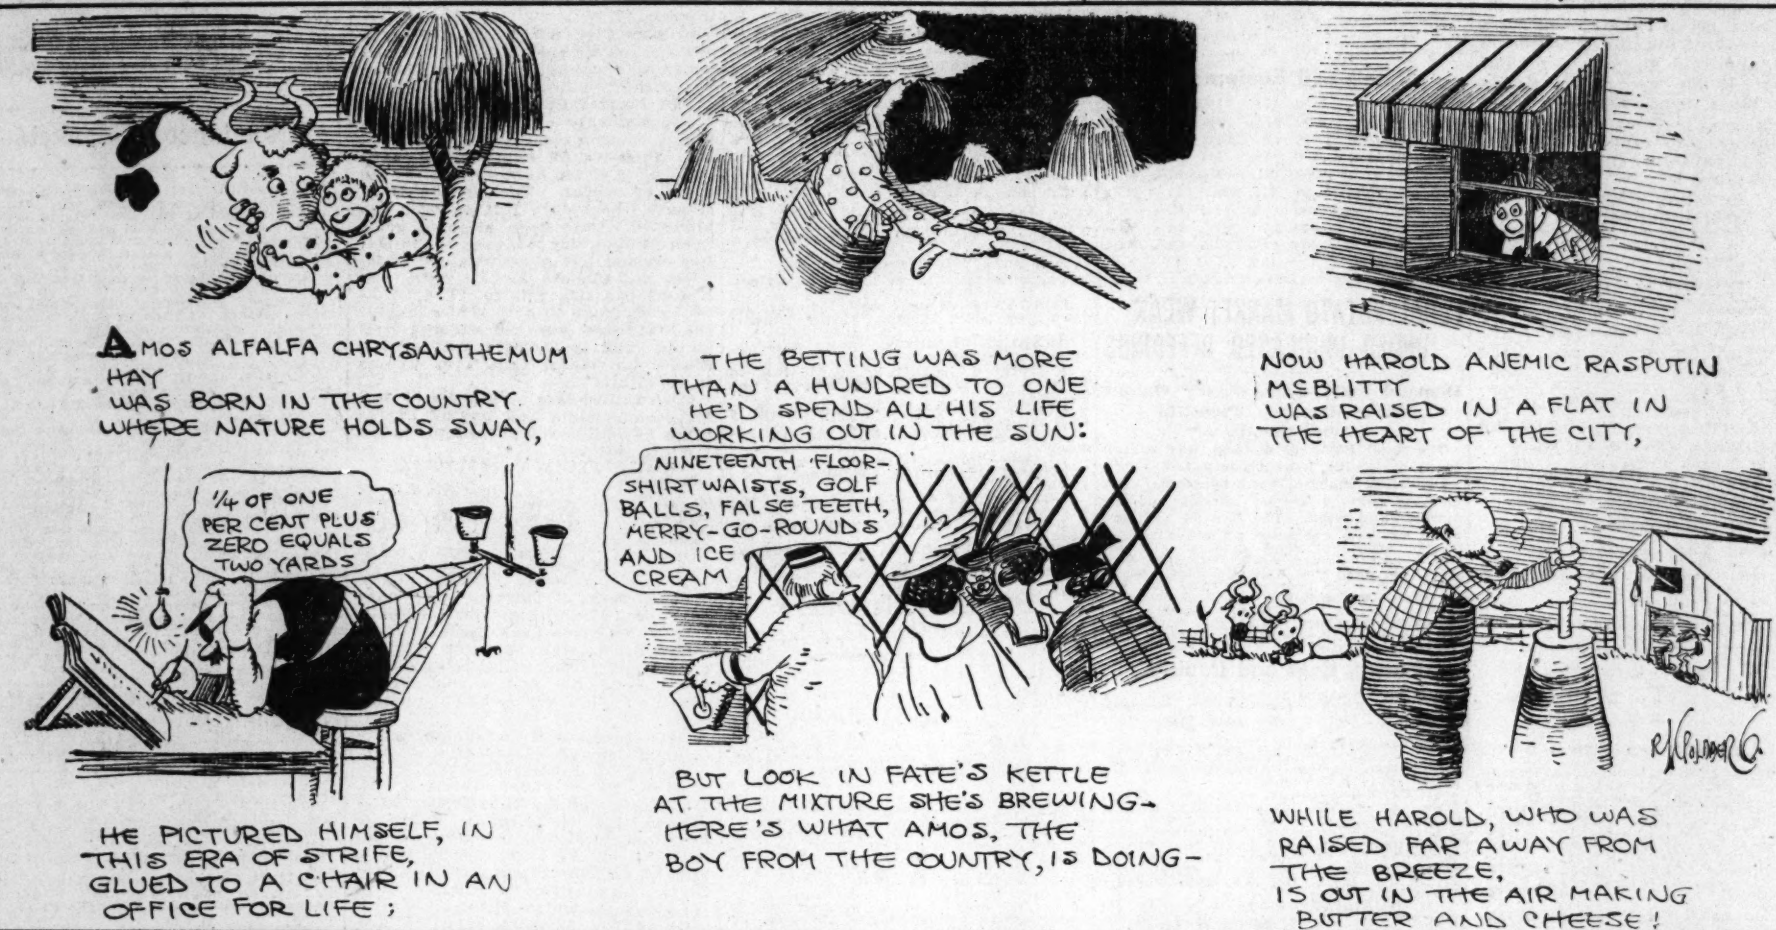 AMOS ALFALFA CHRYSANTHEMUM
HAY
WAS BORN IN THE COUNTRY
WHERE NATURE HOLDS SWAY,
THE BETTING WAS MORE
THAN A HUNDRED TO ONE
HE'D SPEND ALL HIS LIFE
WORKING OUT IN THE SUN:
NOW HAROLD ANEMIC RASPUTIN
McBLITTY
WAS RAISED IN A FLAT IN
THE HEART OF THE CITY,
1/4 OF ONE
PER CENT PLUS
ZERO EQUALS
TWO YARDS
HE PICTURED HIMSELF, IN
THIS ERA OF STRIFE,
GLUED TO A CHAIR IN AN
OFFICE FOR LIFE;
NINETEENTH FLOOR-
SHIRTWAISTS, GOLF
BALLS, FALSE TEETH,
MERRY-GO-ROUNDS
AND ICE
CREAM
BUT LOOK IN FATE'S KETTLE
AT THE MIXTURE SHE'S BREWING-
HERE'S WHAT AMOS, THE
BOY FROM THE COUNTRY, IS DOING-
R. L. GOLDBERG
WHILE HAROLD, WHO WAS
RAISED FAR AWAY FROM
THE BREEZE,
IS OUT IN THE AIR MAKING
BUTTER AND CHEESE!